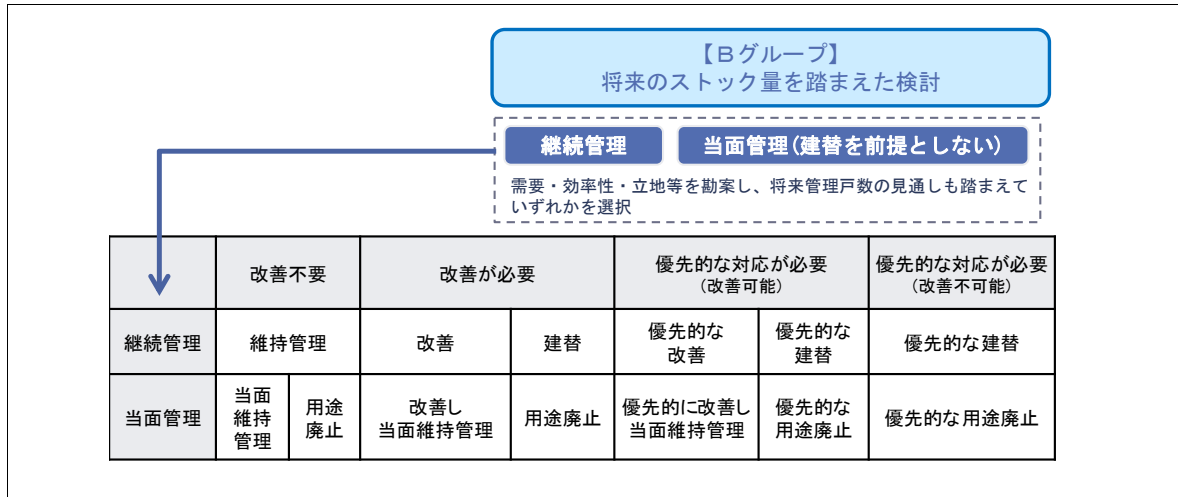 【Bグループ】
将来のストック量を踏まえた検討
継続管理
当面管理(建替を前提としない)
需要・効率性・立地等を勘案し、将来管理戸数の見通しも踏まえて
いずれかを選択
改善不要
改善が必要
優先的な対応が必要
(改善可能)
優先的な対応が必要
(改善不可能)
継続管理
維持管理
改善
建替
優先的な
改善
優先的な
建替
優先的な建替
当面管理
当面
維持
管理
用途
廃止
改善し
当面維持管理
用途廃止
優先的に改善し
当面維持管理
優先的な
用途廃止
優先的な用途廃止